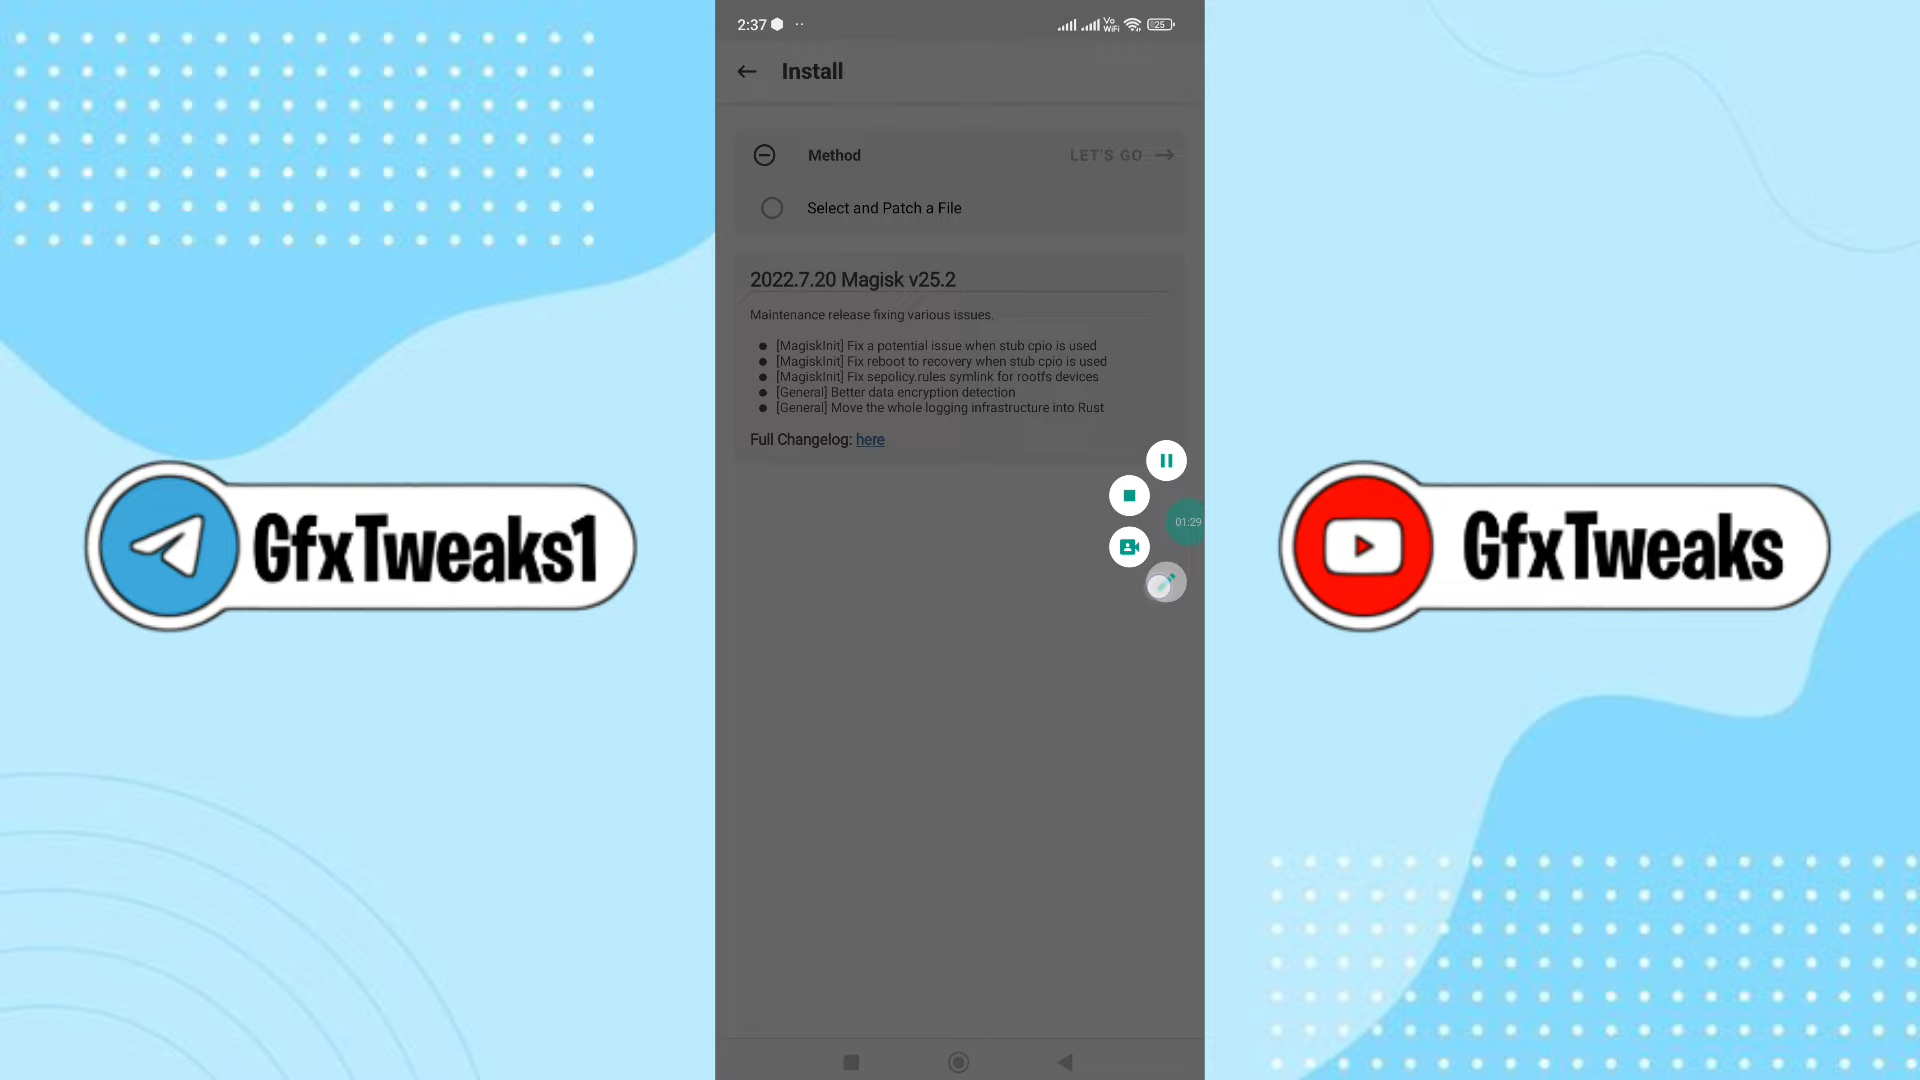 2:37
Vo
WiFi
25
Install
Method
LET'S GO
Select and Patch a File
2022.7.20 Magisk v25.2
Maintenance release fixing various issues.
[MagiskInit] Fix a potential issue when stub cpio is used
[MagiskInit] Fix reboot to recovery when stub cpio is used
[MagiskInit] Fix sepolicy.rules symlink for rootfs devices
[General] Better data encryption detection
[General] Move the whole logging infrastructure into Rust
Full Changelog: here
01:29
GfxTweaks1
GfxTweaks